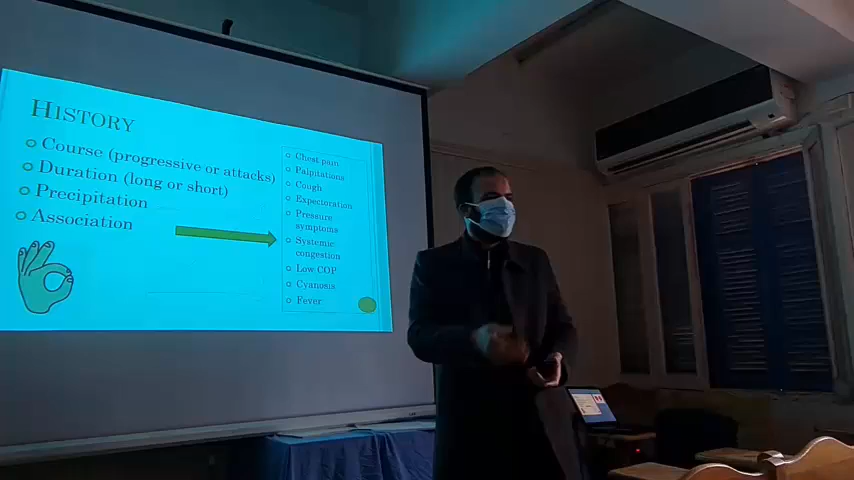 HISTORY
Course (progressive or attacks)
Duration (long or short)
Precipitation
Association
Chest pain
Palpitations
Cough
Expectoration
Pressure
symptoms
Systemic
congestion
Low COP
Cyanosis
Fever